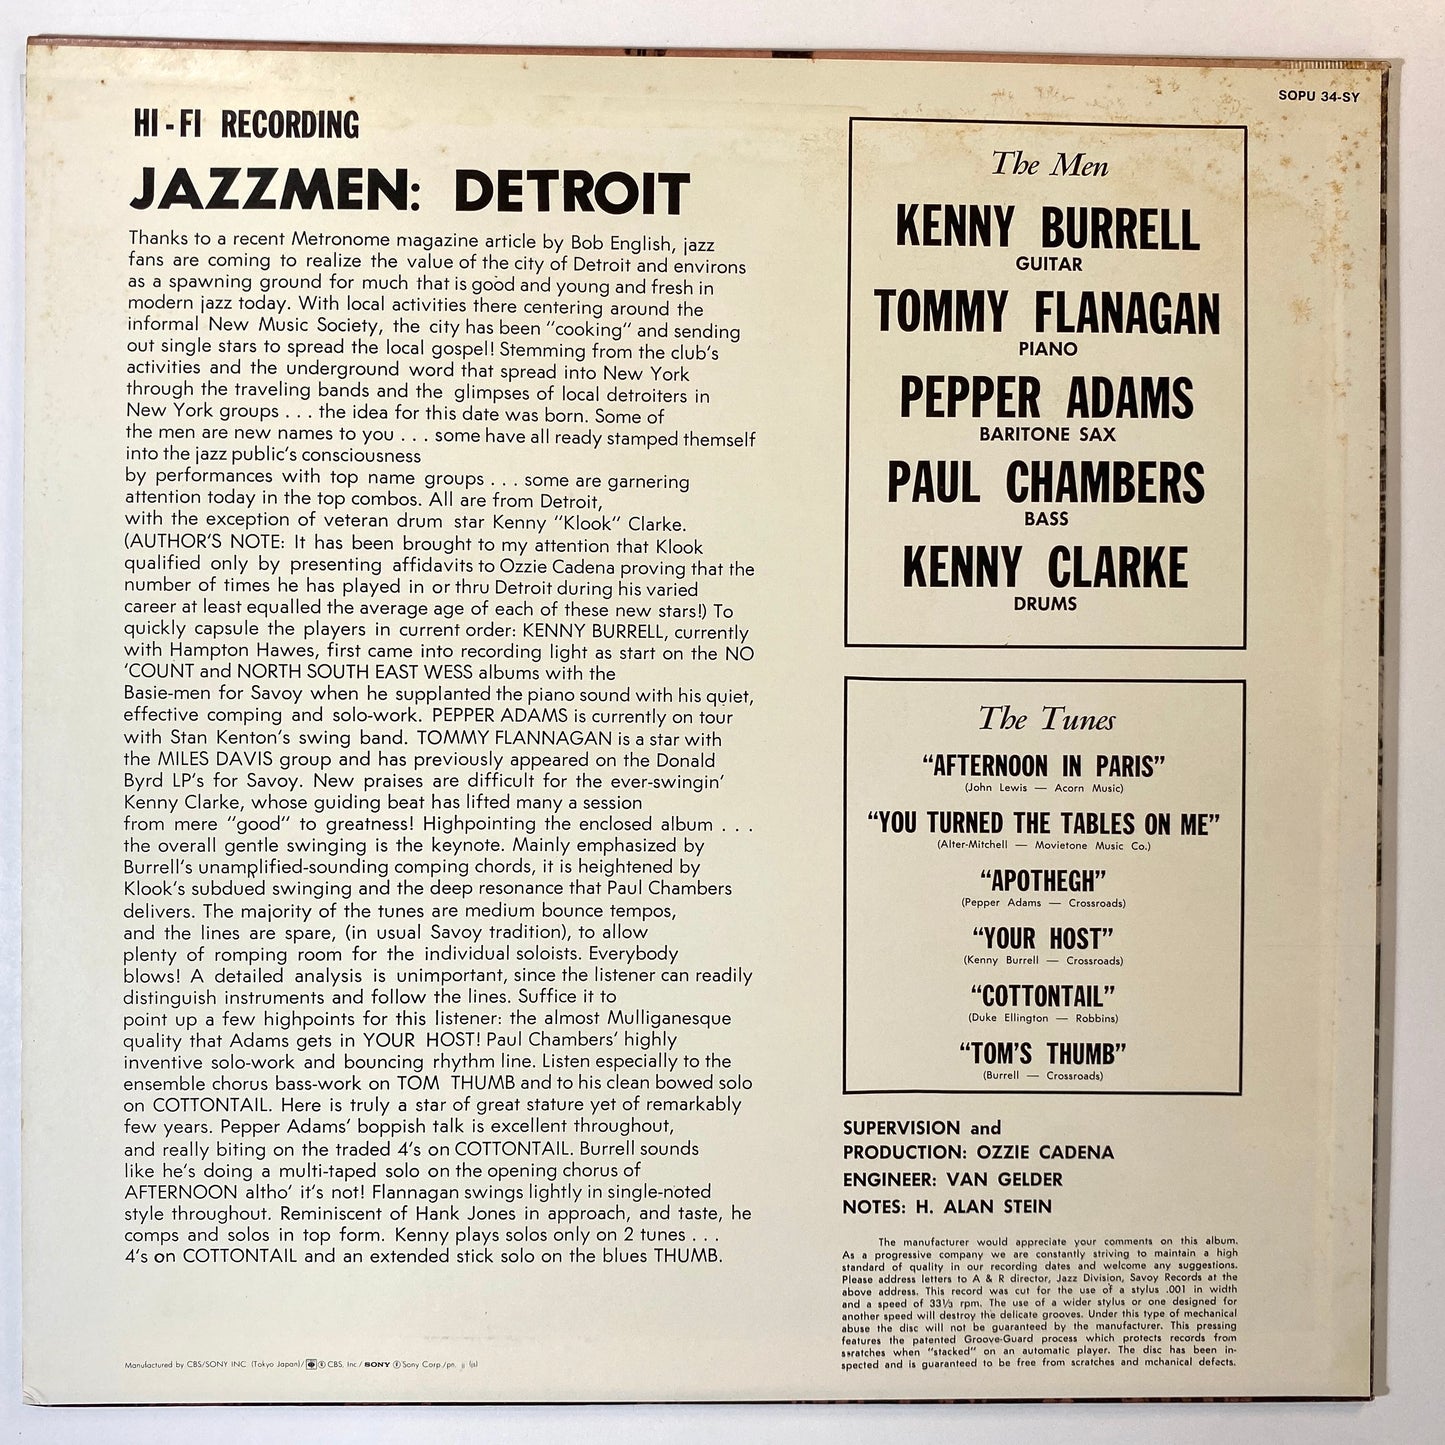 SOPU 34-SY
HI-FI RECORDING
JAZZMEN: DETROIT
Thanks to a recent Metronome magazine article by Bob English, jazz
fans are coming to realize the value of the city of Detroit and environs
as a spawning ground for much that is good and young and fresh in
modern jazz today. With local activities there centering around the
informal New Music Society, the city has been "cooking" and sending
out single stars to spread the local gospel! Stemming from the club's
activities and the underground word that spread into New York
through the traveling bands and the glimpses of local detroiters in
New York groups . . . the idea for this date was born. Some of
the men are new names to you . . . some have all ready stamped themself
into the jazz public's consciousness
by performances with top name groups . . . some are garnering
attention today in the top combos. All are from Detroit,
with the exception of veteran drum star Kenny "Klook" Clarke.
(AUTHOR'S NOTE: It has been brought to my attention that Klook
qualified only by presenting affidavits to Ozzie Cadena proving that the
number of times he has played in or thru Detroit during his varied
career at least equalled the average age of each of these new stars!) To
quickly capsule the players in current order: KENNY BURRELL, currently
with Hampton Hawes, first came into recording light as start on the NO
'COUNT and NORTH SOUTH EAST WESS albums with the
Basie-men for Savoy when he supplanted the piano sound with his quiet,
effective comping and solo-work. PEPPER ADAMS is currently on tour
with Stan Kenton's swing band. TOMMY FLANNAGAN is a star with
the MILES DAVIS group and has previously appeared on the Donald
Byrd LP's for Savoy. New praises are difficult for the ever-swingin'
Kenny Clarke, whose guiding beat has lifted many a session
from mere "good" to greatness! Highpointing the enclosed album . . .
the overall gentle swinging is the keynote. Mainly emphasized by
Burrell's unamplified-sounding comping chords, it is heightened by
Klook's subdued swinging and the deep resonance that Paul Chambers
delivers. The majority of the tunes are medium bounce tempos,
and the lines are spare, (in usual Savoy tradition), to allow
plenty of romping room for the individual soloists. Everybody
blows! A detailed analysis is unimportant, since the listener can readily
distinguish instruments and follow the lines. Suffice it to
point up a few highpoints for this listener: the almost Mulliganesque
quality that Adams gets in YOUR HOST! Paul Chambers' highly
inventive solo-work and bouncing rhythm line. Listen especially to the
ensemble chorus bass-work on TOM THUMB and to his clean bowed solo
on COTTONTAIL. Here is truly a star of great stature yet of remarkably
few years. Pepper Adams' boppish talk is excellent throughout,
and really biting on the traded 4's on COTTONTAIL. Burrell sounds
like he's doing a multi-taped solo on the opening chorus of
AFTERNOON altho' it's not! Flannagan swings lightly in single-noted
style throughout. Reminiscent of Hank Jones in approach, and taste, he
comps and solos in top form. Kenny plays solos only on 2 tunes . . .
4's on COTTONTAIL and an extended stick solo on the blues THUMB.
Manufactured by CBS/SONY INC. (Tokyo Japan)/ ® CBS, Inc/ SONY ® Sony Corp./pn. jj (js)
The Men
KENNY BURRELL
GUITAR
TOMMY FLANAGAN
PIANO
PEPPER ADAMS
BARITONE SAX
PAUL CHAMBERS
BASS
KENNY CLARKE
DRUMS
The Tunes
"AFTERNOON IN PARIS"
(John Lewis — Acorn Music)
"YOU TURNED THE TABLES ON ME"
(Alter-Mitchell — Movietone Music Co.)
"APOTHEGH"
(Pepper Adams — Crossroads)
"YOUR HOST"
(Kenny Burrell — Crossroads)
"COTTONTAIL"
(Duke Ellington — Robbins)
"TOM'S THUMB"
(Burrell — Crossroads)
SUPERVISION and
PRODUCTION: OZZIE CADENA
ENGINEER: VAN GELDER
NOTES: H. ALAN STEIN
The manufacturer would appreciate your comments on this album.
As a progressive company we are constantly striving to maintain a high
standard of quality in our recording dates and welcome any suggestions.
Please address letters to A & R director, Jazz Division, Savoy Records at the
above address. This record was cut for the use of a stylus .001 in width
and a speed of 33⅓ rpm. The use of a wider stylus or one designed for
another speed will destroy the delicate grooves. Under this type of mechanical
abuse the disc will not be guaranteed by the manufacturer. This pressing
features the patented Groove-Guard process which protects records from
scratches when "stacked" on an automatic player. The disc has been in-
spected and is guaranteed to be free from scratches and mchanical defects.